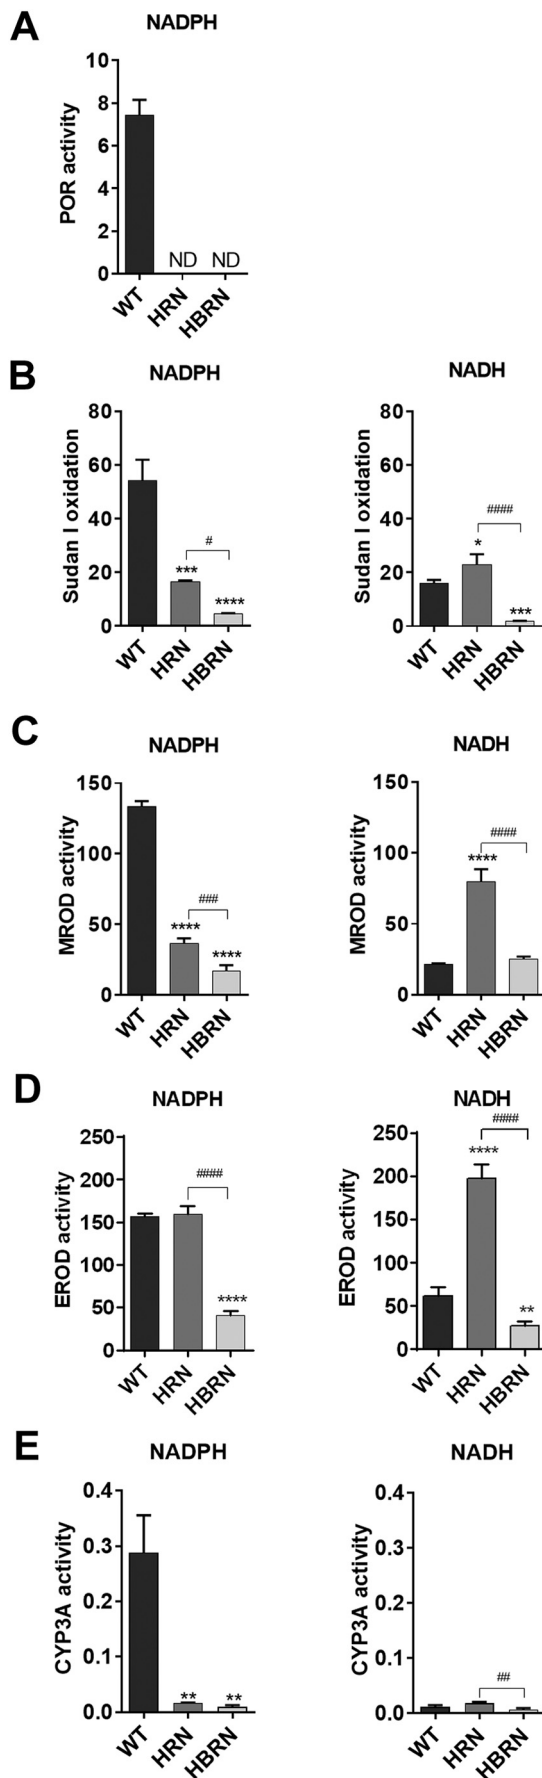 A
NADPH
POR activity
10
8
6
4
2
0
ND ND
WT
HRN
HBRN
B
NADPH
Sudan I oxidation
80
60
40
20
0
***
#
****
WT
HRN
HBRN
NADH
Sudan I oxidation
80
60
40
20
0
*
####
***
WT
HRN
HBRN
C
NADPH
MROD activity
150
100
50
0
****
###
****
WT
HRN
HBRN
NADH
MROD activity
150
100
50
0
****
####
WT
HRN
HBRN
D
NADPH
EROD activity
250
200
150
100
50
0
####
****
WT
HRN
HBRN
NADH
EROD activity
250
200
150
100
50
0
####
****
**
WT
HRN
HBRN
E
NADPH
CYP3A activity
0.4
0.3
0.2
0.1
0.0
**
**
WT
HRN
HBRN
NADH
CYP3A activity
0.4
0.3
0.2
0.1
0.0
##
WT
HRN
HBRN